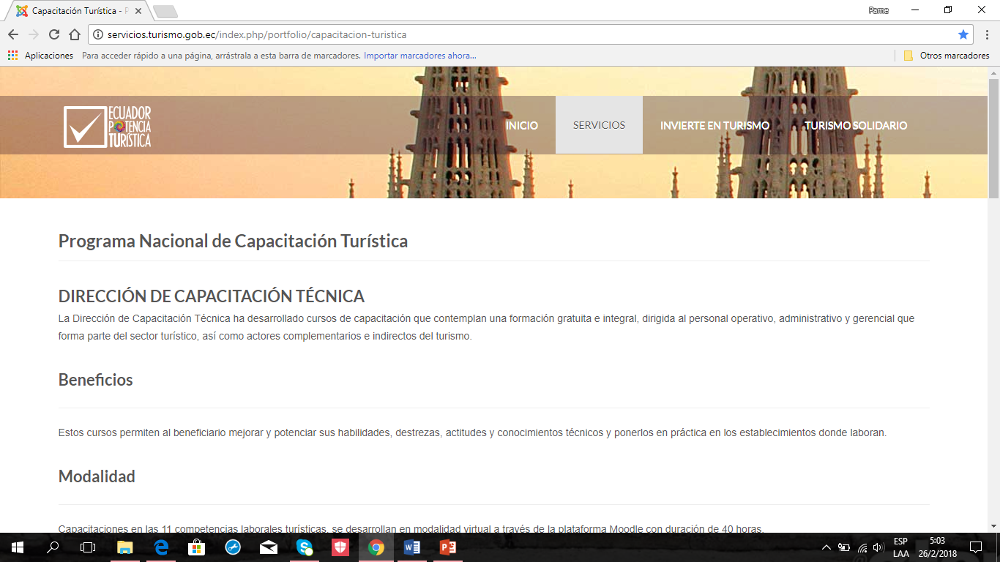 Capacitación Turística - P
Pame
servicios.turismo.gob.ec/index.php/portfolio/capacitacion-turistica
Aplicaciones Para acceder rápido a una página, arrástrala a esta barra de marcadores. Importar marcadores ahora... Otros marcadores
ECUADOR
POTENCIA
TURÍSTICA
INICIO SERVICIOS INVIERTE EN TURISMO TURISMO SOLIDARIO
Programa Nacional de Capacitación Turística
DIRECCIÓN DE CAPACITACIÓN TÉCNICA
La Dirección de Capacitación Técnica ha desarrollado cursos de capacitación que contemplan una formación gratuita e integral, dirigida al personal operativo, administrativo y gerencial que
forma parte del sector turístico, así como actores complementarios e indirectos del turismo.
Beneficios
Estos cursos permiten al beneficiario mejorar y potenciar sus habilidades, destrezas, actitudes y conocimientos técnicos y ponerlos en práctica en los establecimientos donde laboran.
Modalidad
Capacitaciones en las 11 competencias laborales turísticas, se desarrollan en modalidad virtual a través de la plataforma Moodle con duración de 40 horas.
ESP 5:03
LAA 26/2/2018